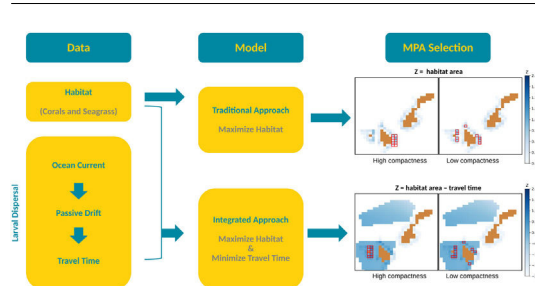 Data
Model
MPA Selection
Habitat
(Corals and Seagrass)
Larval Dispersal
Ocean Current
Passive Drift
Travel Time
Traditional Approach
Maximize Habitat
Integrated Approach
Maximize Habitat
&
Minimize Travel Time
Z = habitat area
Z
High compactness
Low compactness
Z = habitat area – travel time
Z
High compactness
Low compactness